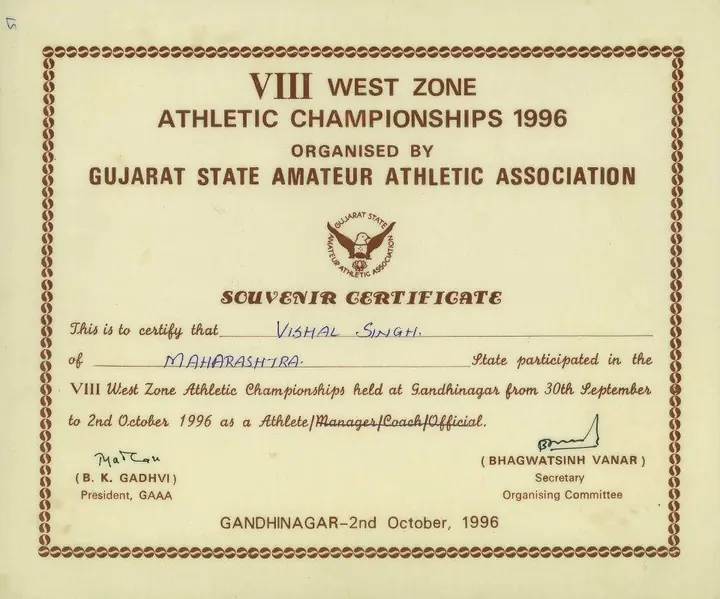 VIII WEST ZONE
ATHLETIC CHAMPIONSHIPS 1996
ORGANISED BY
GUJARAT STATE AMATEUR ATHLETIC ASSOCIATION
GUJARAT STATE
AMATEUR ATHLETIC ASSOCIATION
SOUVENIR CERTIFICATE
This is to certify that VISHAL SINGH.
of MAHARASHTRA. State participated in the
VIII West Zone Athletic Championships held at Gandhinagar from 30th September
to 2nd October 1996 as a Athlete/Manager/Coach/Official.
(B. K. GADHVI)
President, GAAA
(BHAGWATSINH VANAR)
Secretary
Organising Committee
GANDHINAGAR-2nd October, 1996